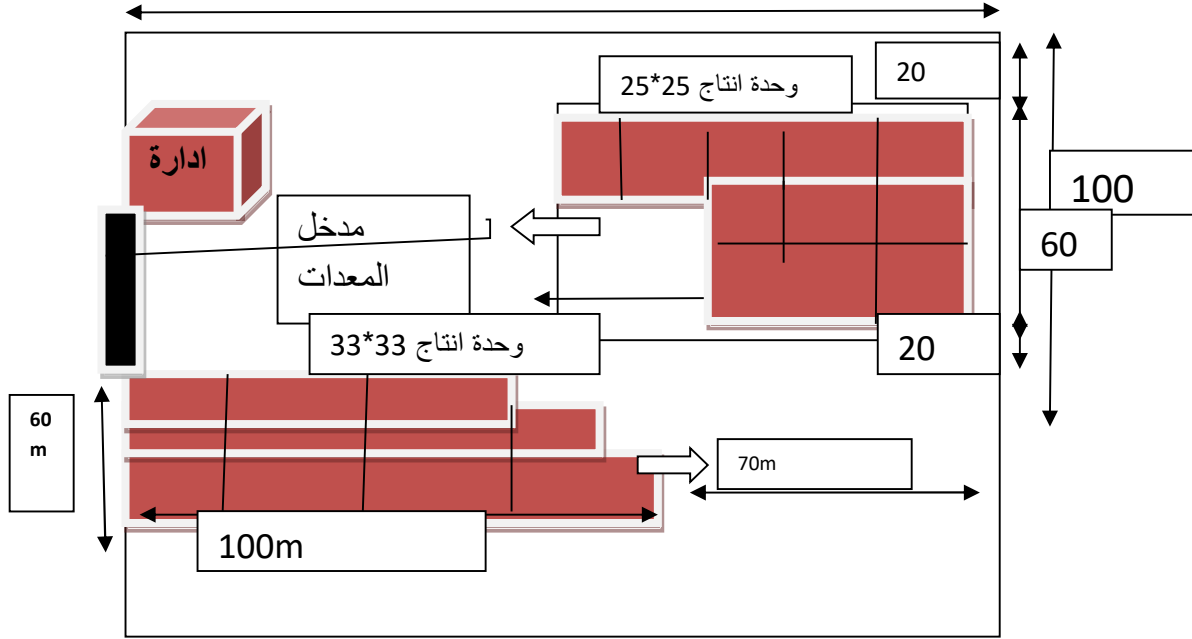 20
وحدة انتاج 25*25
ادارة
100
مدخل
المعدات
60
وحدة انتاج 33*33
20
60
m
70m
100m